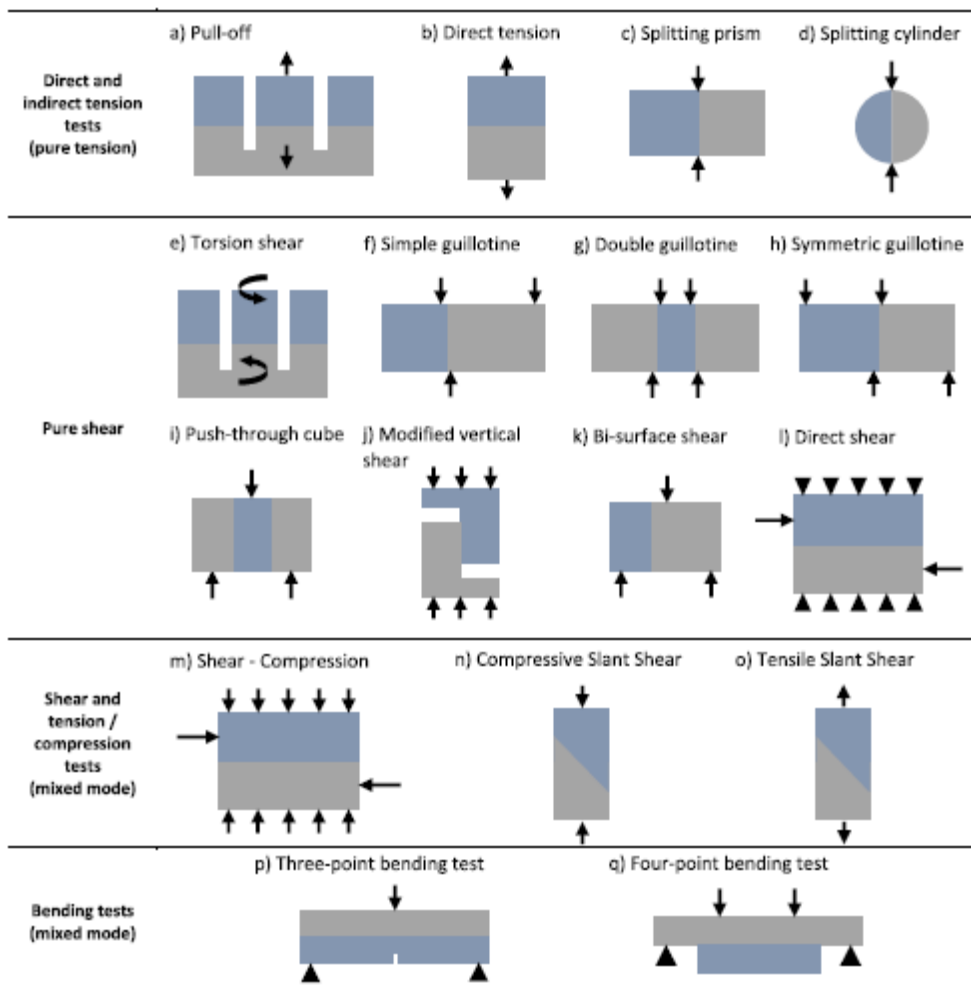 a) Pull-off
b) Direct tension
c) Splitting prism
d) Splitting cylinder
Direct and
indirect tension
tests
(pure tension)
e) Torsion shear
f) Simple guillotine
g) Double guillotine
h) Symmetric guillotine
Pure shear
i) Push-through cube
j) Modified vertical
shear
k) Bi-surface shear
l) Direct shear
m) Shear - Compression
n) Compressive Slant Shear
o) Tensile Slant Shear
Shear and
tension /
compression
tests
(mixed mode)
p) Three-point bending test
q) Four-point bending test
Bending tests
(mixed mode)